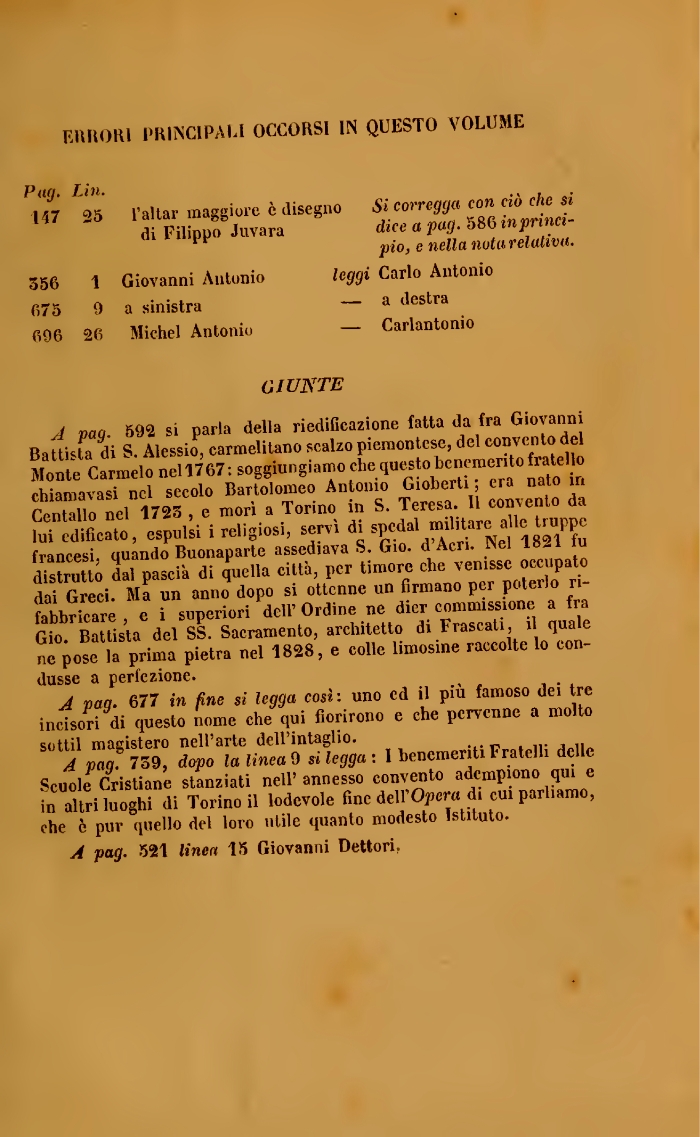 ERRORI PRINCIPALI OCCORSI IN QUESTO VOLUME
Pag. Lin.
147 25 l'altar maggiore è disegno di Filippo Juvara Si corregga con ciò che si
dice a pag. 586 in princi-
pio, e nella nota relativa.
356 1 Giovanni Antonio leggi Carlo Antonio
675 9 a sinistra — a destra
696 26 Michel Antonio — Carlantonio
GIUNTE
A pag. 592 si parla della riedificazione fatta da fra Giovanni
Battista di S. Alessio, carmelitano scalzo piemontese, del convento del
Monte Carmelo nel 1767: soggiungiamo che questo benemerito fratello
chiamavasi nel secolo Bartolomeo Antonio Gioberti; era nato in
Centallo nel 1723, e morì a Torino in S. Teresa. Il convento da
lui edificato, espulsi i religiosi, servì di spedal militare alle truppe
francesi, quando Buonaparte assediava S. Gio. d'Acri. Nel 1821 fu
distrutto dal pascià di quella città, per timore che venisse occupato
dai Greci. Ma un anno dopo si ottenne un firmano per poterlo ri-
fabbricare, e i superiori dell'Ordine ne dier commissione a fra
Gio. Battista del SS. Sacramento, architetto di Frascati, il quale
ne pose la prima pietra nel 1828, e colle limosine raccolte lo con-
dusse a perfezione.
A pag. 677 in fine si legga così: uno ed il più famoso dei tre
incisori di questo nome che qui fiorirono e che pervenne a molto
sottil magistero nell'arte dell'intaglio.
A pag. 739, dopo la linea 9 si legga: I benemeriti Fratelli delle
Scuole Cristiane stanziati nell'annesso convento adempiono qui e
in altri luoghi di Torino il lodevole fine dell'Opera di cui parliamo,
che è pur quello del loro utile quanto modesto Istituto.
A pag. 521 linea 15 Giovanni Dettori.